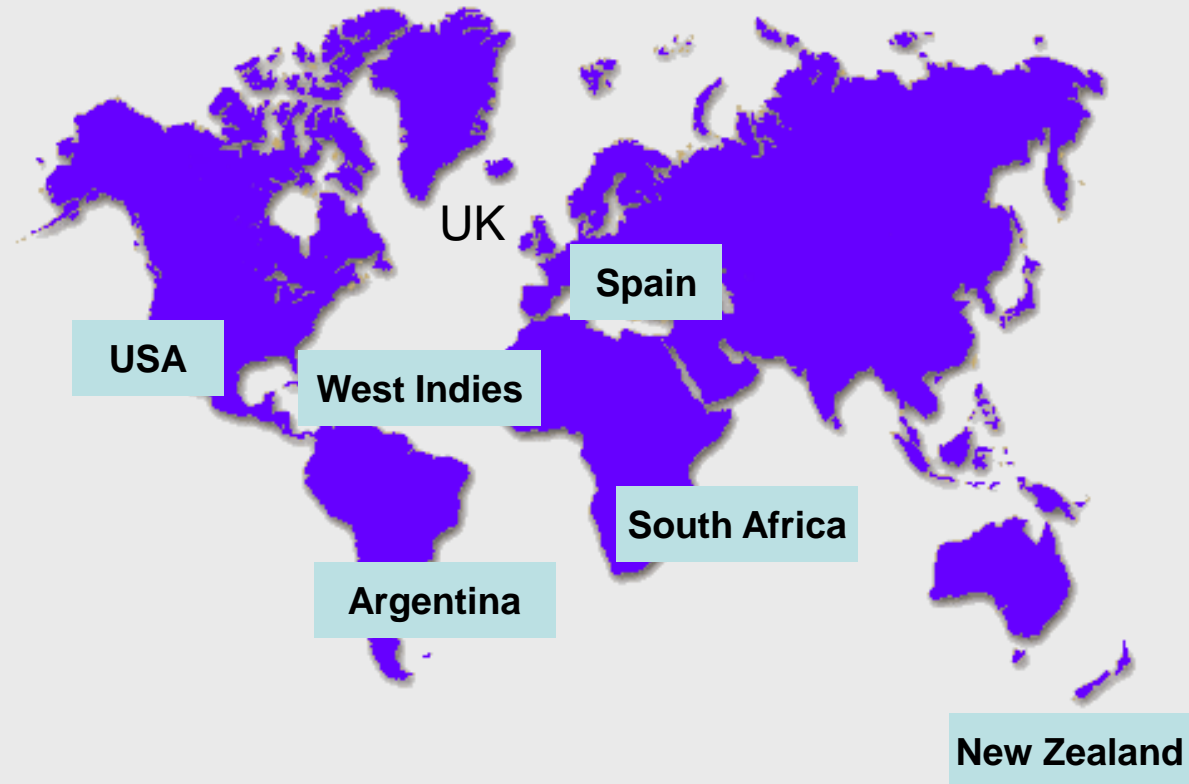 UK
Spain
USA
West Indies
South Africa
Argentina
New Zealand